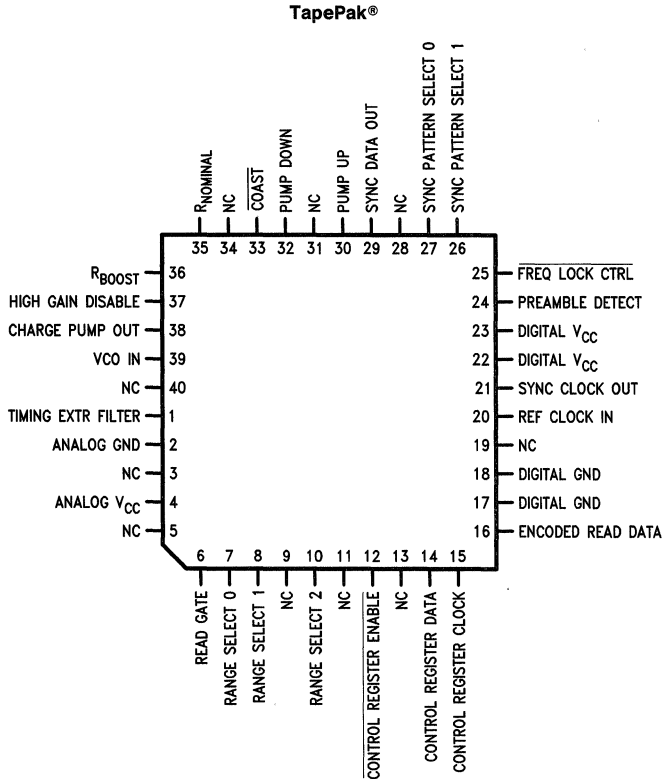 TapePak®
R_NOMINAL
NC
COAST
PUMP DOWN
NC
PUMP UP
SYNC DATA OUT
NC
SYNC PATTERN SELECT 0
SYNC PATTERN SELECT 1
35 34 33 32 31 30 29 28 27 26
R_BOOST 36
HIGH GAIN DISABLE 37
CHARGE PUMP OUT 38
VCO IN 39
NC 40
TIMING EXTR FILTER 1
ANALOG GND 2
NC 3
ANALOG V_CC 4
NC 5
25 FREQ LOCK CTRL
24 PREAMBLE DETECT
23 DIGITAL V_CC
22 DIGITAL V_CC
21 SYNC CLOCK OUT
20 REF CLOCK IN
19 NC
18 DIGITAL GND
17 DIGITAL GND
16 ENCODED READ DATA
6 7 8 9 10 11 12 13 14 15
READ GATE
RANGE SELECT 0
RANGE SELECT 1
NC
RANGE SELECT 2
NC
CONTROL REGISTER ENABLE
NC
CONTROL REGISTER DATA
CONTROL REGISTER CLOCK